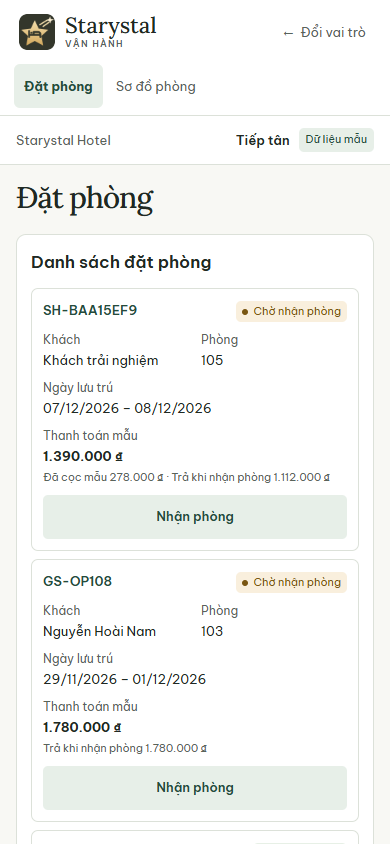 Starystal
VẬN HÀNH
← Đổi vai trò
Đặt phòng
Sơ đồ phòng
Starystal Hotel
Tiếp tân
Dữ liệu mẫu
Đặt phòng
Danh sách đặt phòng
SH-BAA15EF9
Chờ nhận phòng
Khách
Phòng
Khách trải nghiệm
105
Ngày lưu trú
07/12/2026 – 08/12/2026
Thanh toán mẫu
1.390.000 ₫
Đã cọc mẫu 278.000 ₫ · Trả khi nhận phòng 1.112.000 ₫
Nhận phòng
GS-OP108
Chờ nhận phòng
Khách
Phòng
Nguyễn Hoài Nam
103
Ngày lưu trú
29/11/2026 – 01/12/2026
Thanh toán mẫu
1.780.000 ₫
Trả khi nhận phòng 1.780.000 ₫
Nhận phòng